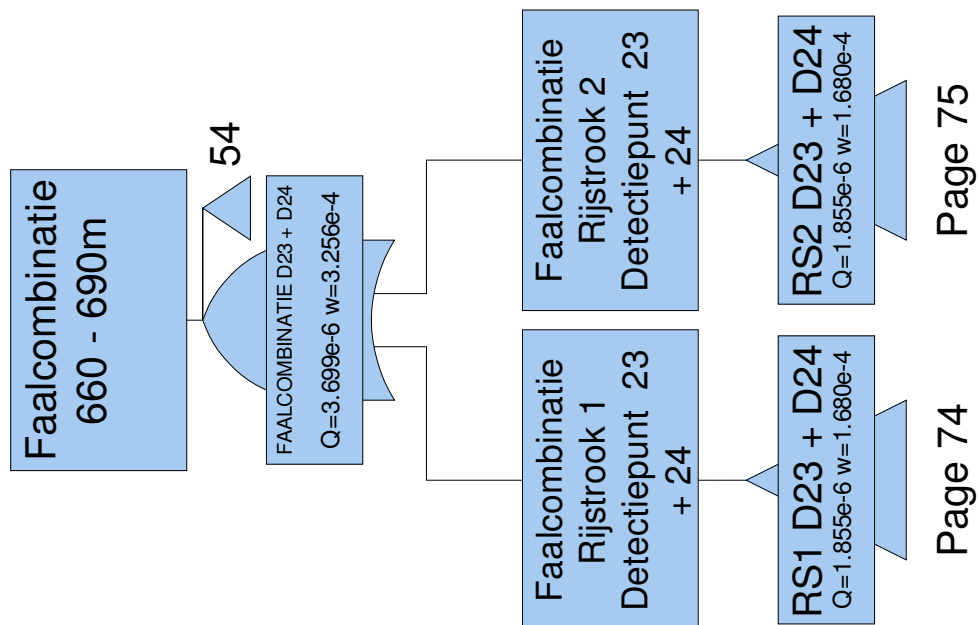 Faalcombinatie
660 - 690m
54
FAALCOMBINATIE D23 + D24
Q=3.699e-6 w=3.256e-4
Faalcombinatie
Rijstrook 1
Detectiepunt 23
+ 24
RS1 D23 + D24
Q=1.855e-6 w=1.680e-4
Page 74
Faalcombinatie
Rijstrook 2
Detectiepunt 23
+ 24
RS2 D23 + D24
Q=1.855e-6 w=1.680e-4
Page 75